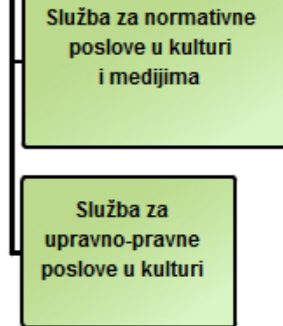 Služba za normativne
poslove u kulturi
i medijima
Služba za
upravno-pravne
poslove u kulturi